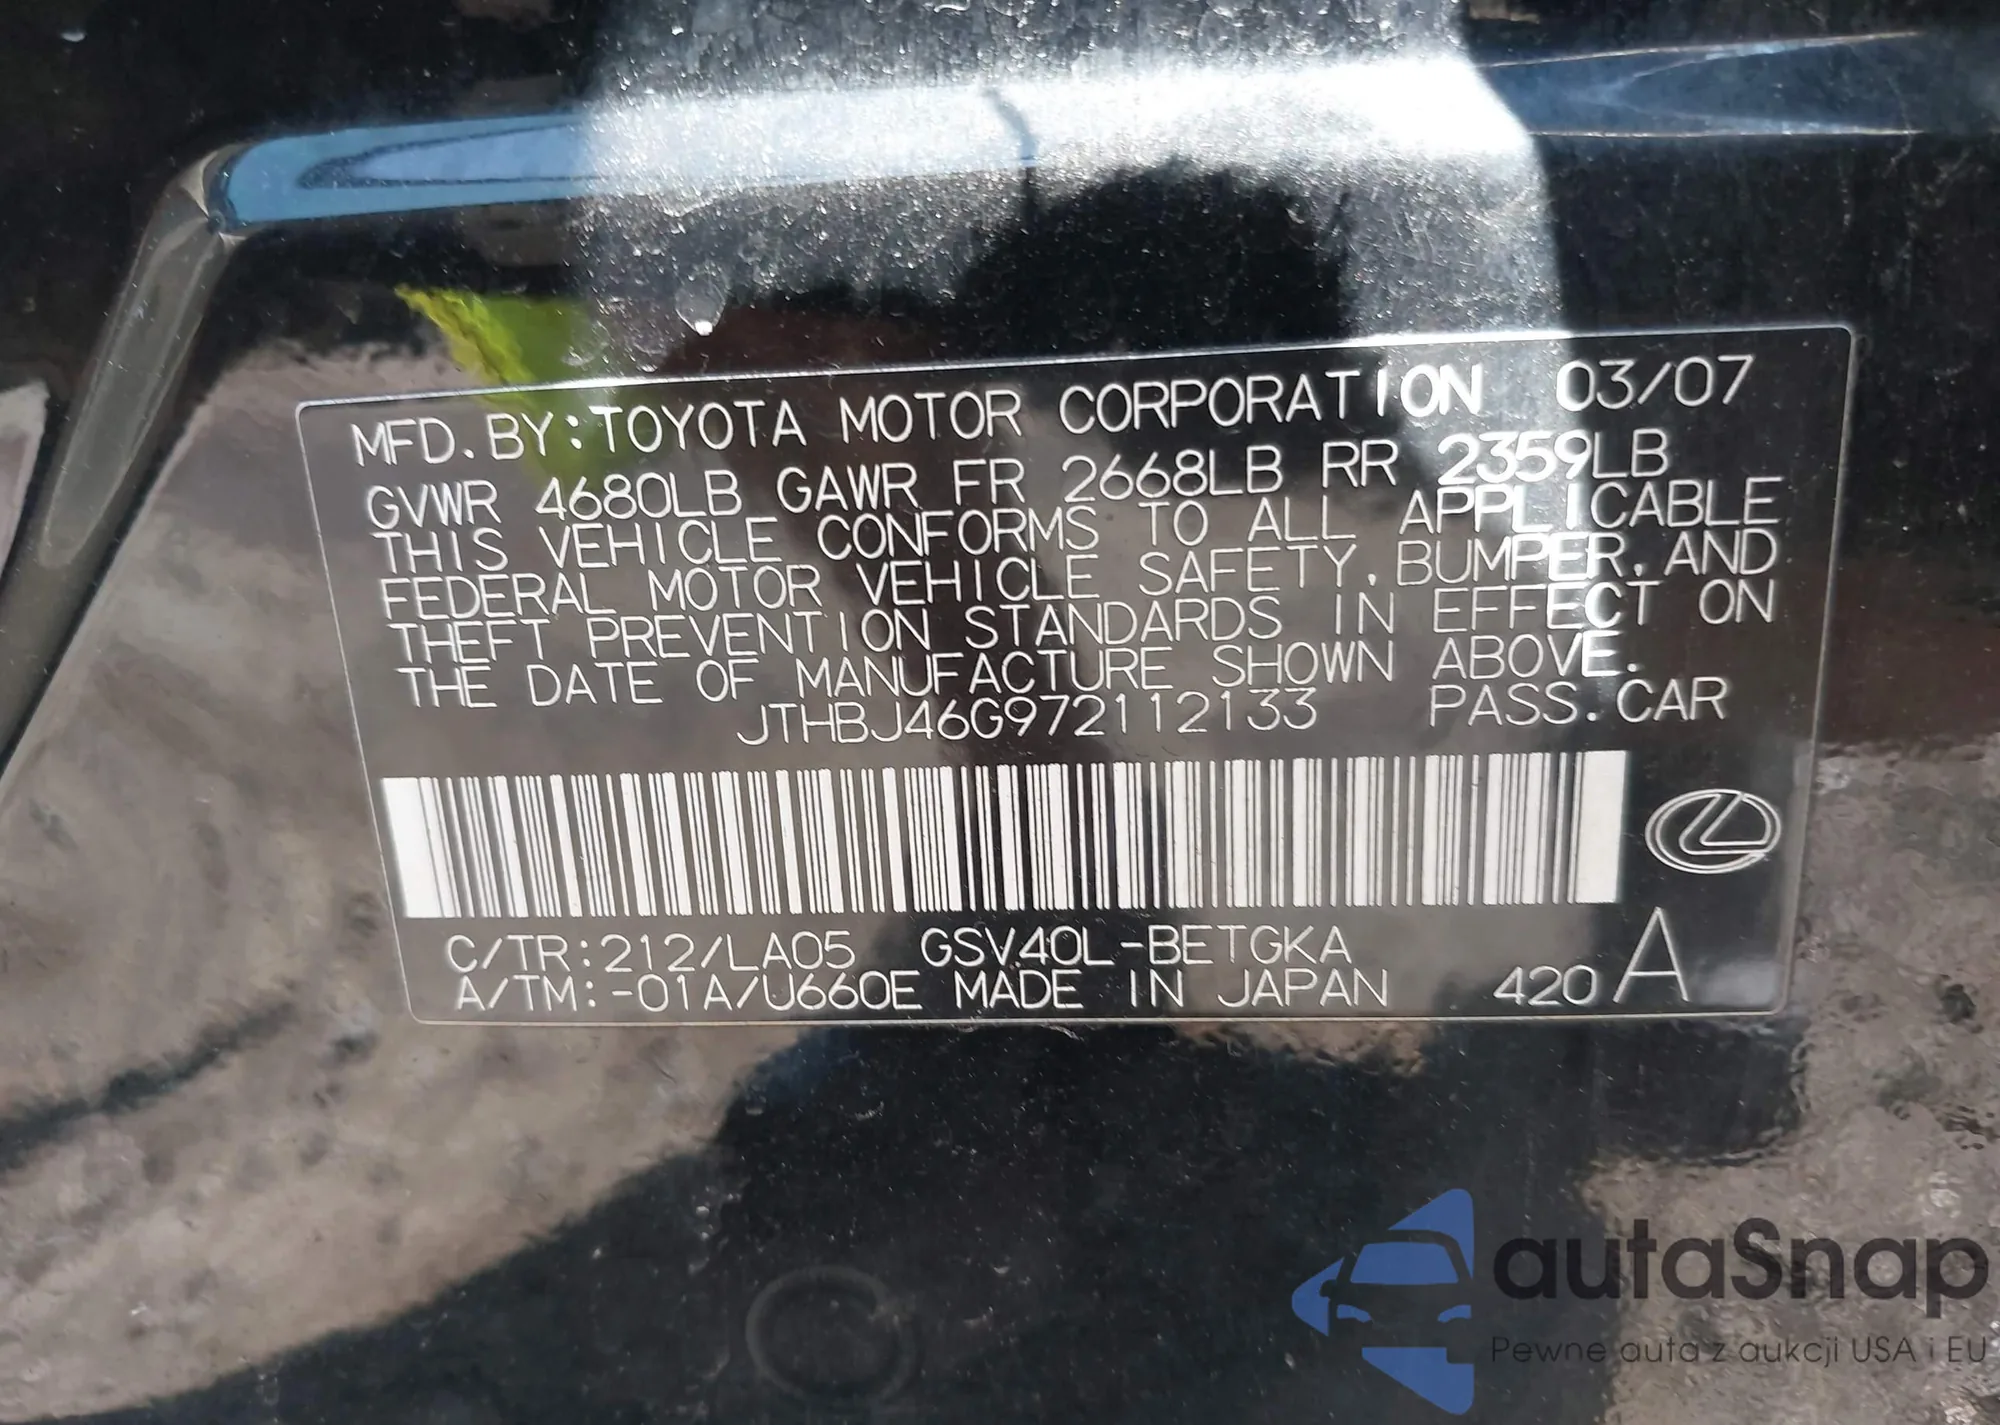 MFD. BY: TOYOTA MOTOR CORPORATION 03/07
GVWR 4680LB GAWR FR 2668LB RR 2359LB
THIS VEHICLE CONFORMS TO ALL APPLICABLE
FEDERAL MOTOR VEHICLE SAFETY, BUMPER, AND
THEFT PREVENTION STANDARDS IN EFFECT ON
THE DATE OF MANUFACTURE SHOWN ABOVE.
JTHBJ46G972112133 PASS. CAR
C/TR: 212/LA05 GSV40L-BETGKA
A/TM: -01A/U660E MADE IN JAPAN 420 A
autaSnap
Pewne auta z aukcji USA i EU